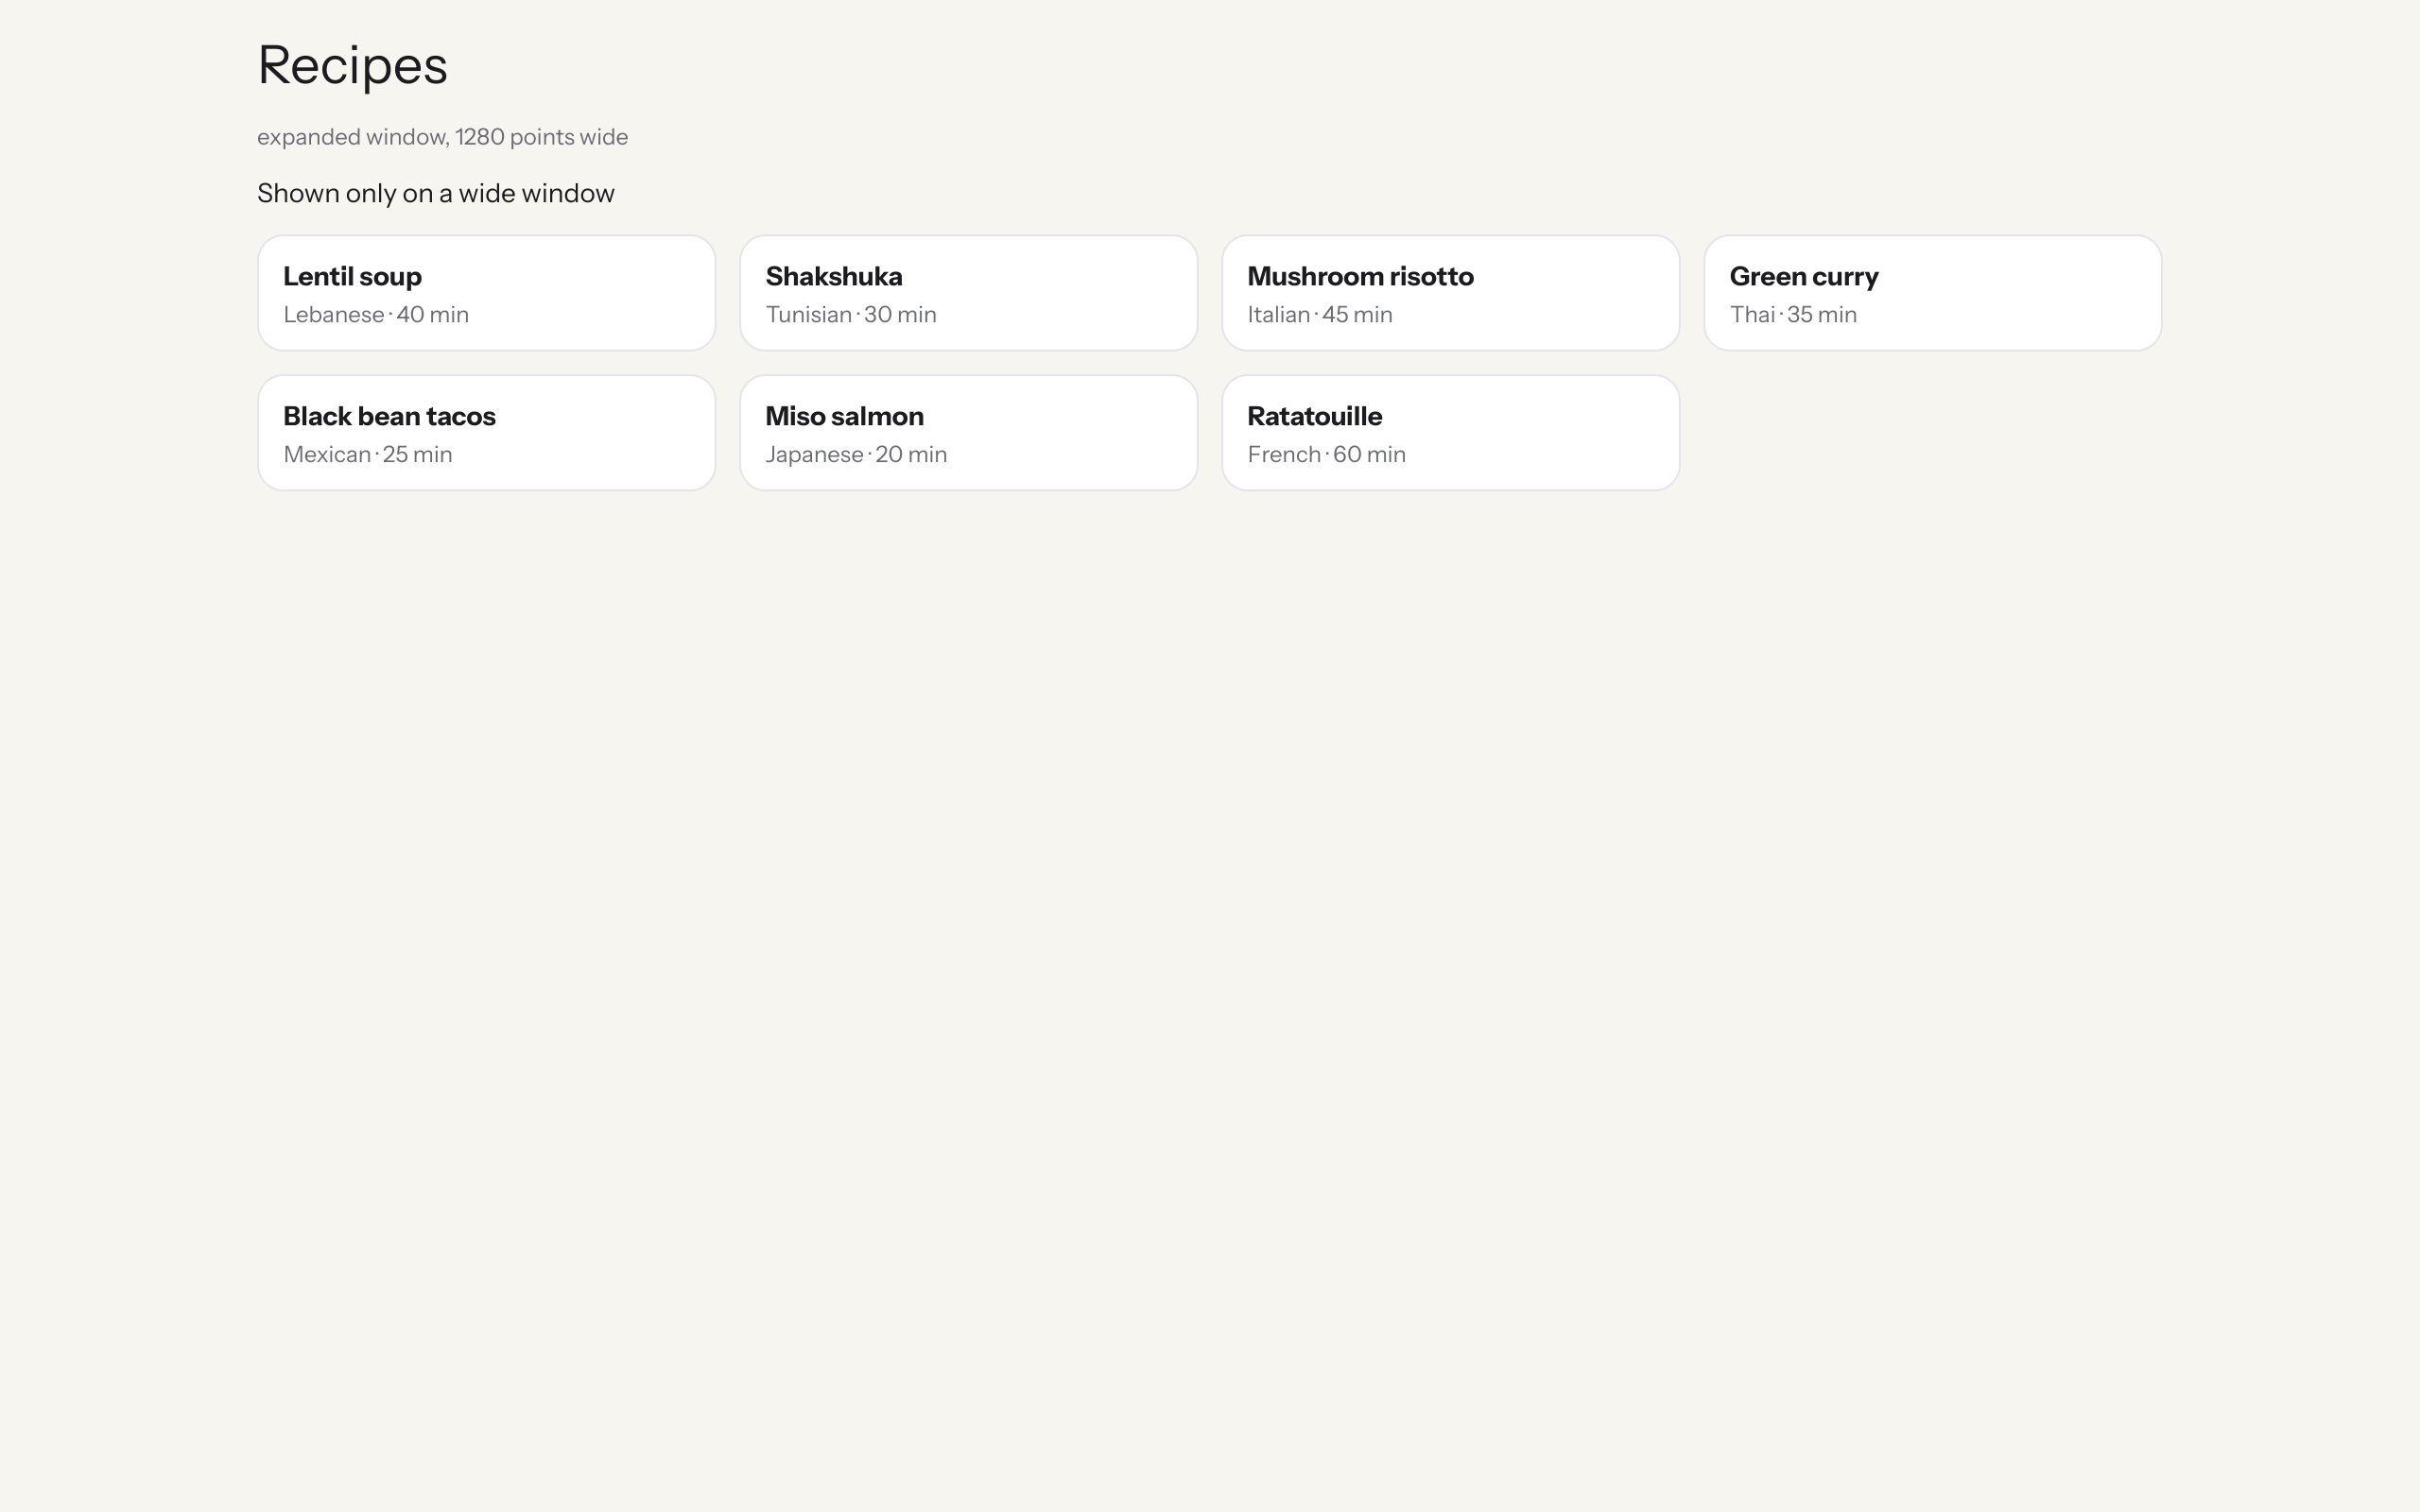 Recipes
expanded window, 1280 points wide
Shown only on a wide window
Lentil soup
Lebanese · 40 min
Shakshuka
Tunisian · 30 min
Mushroom risotto
Italian · 45 min
Green curry
Thai · 35 min
Black bean tacos
Mexican · 25 min
Miso salmon
Japanese · 20 min
Ratatouille
French · 60 min